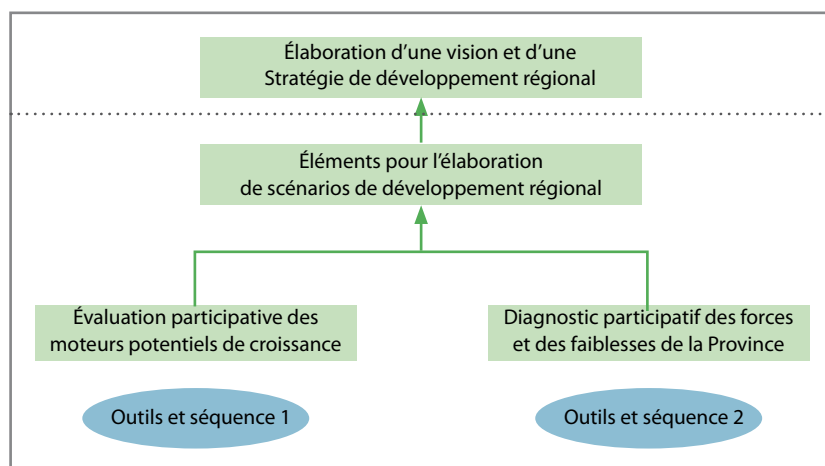 Élaboration d’une vision et d’une
Stratégie de développement régional
Éléments pour l’élaboration
de scénarios de développement régional
Évaluation participative des
moteurs potentiels de croissance
Diagnostic participatif des forces
et des faiblesses de la Province
Outils et séquence 1
Outils et séquence 2